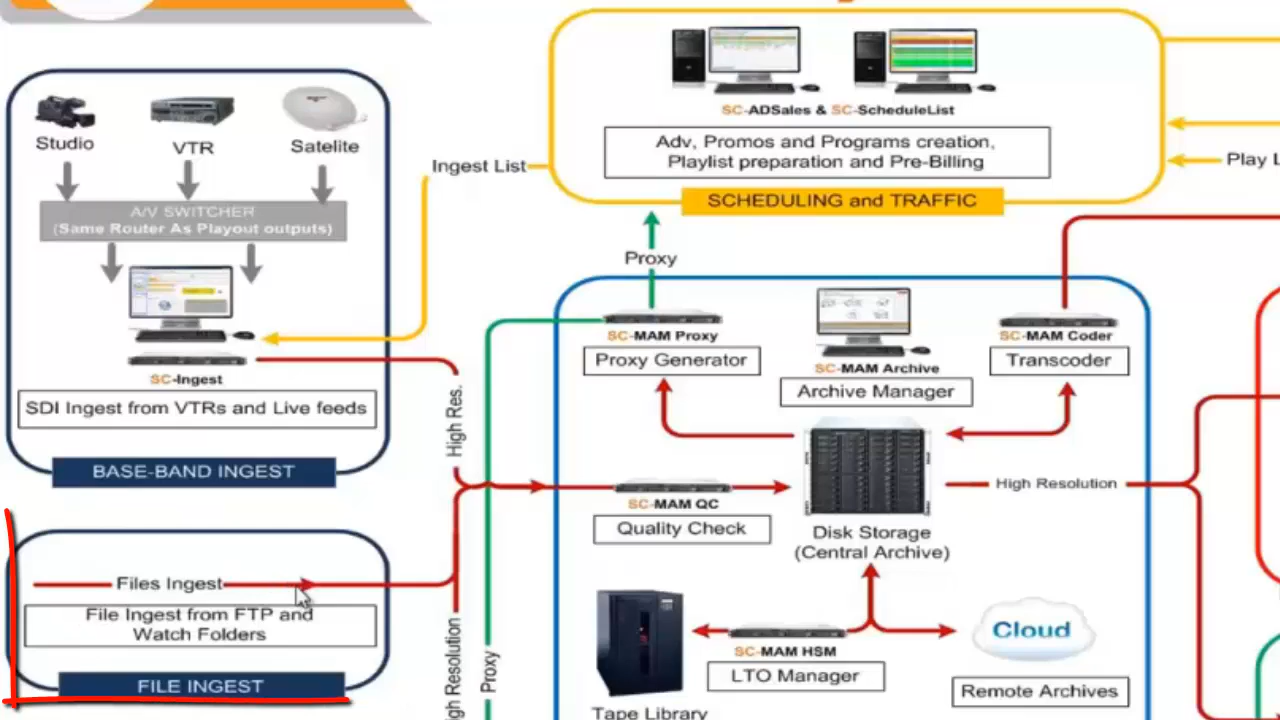 Studio
VTR
Satelite
A/V SWITCHER
(Same Router As Playout outputs)
SC-Ingest
SDI Ingest from VTRs and Live feeds
BASE-BAND INGEST
Files Ingest
File Ingest from FTP and
Watch Folders
FILE INGEST
Ingest List
SC-ADSales & SC-ScheduleList
Adv, Promos and Programs creation,
Playlist preparation and Pre-Billing
SCHEDULING and TRAFFIC
Play L
Proxy
SC-MAM Proxy
Proxy Generator
SC-MAM Archive
Archive Manager
SC-MAM Coder
Transcoder
High Res.
SC-MAM QC
Quality Check
Disk Storage
(Central Archive)
High Resolution
gh Resolution
Proxy
SC-MAM HSM
LTO Manager
Tape Library
Cloud
Remote Archives